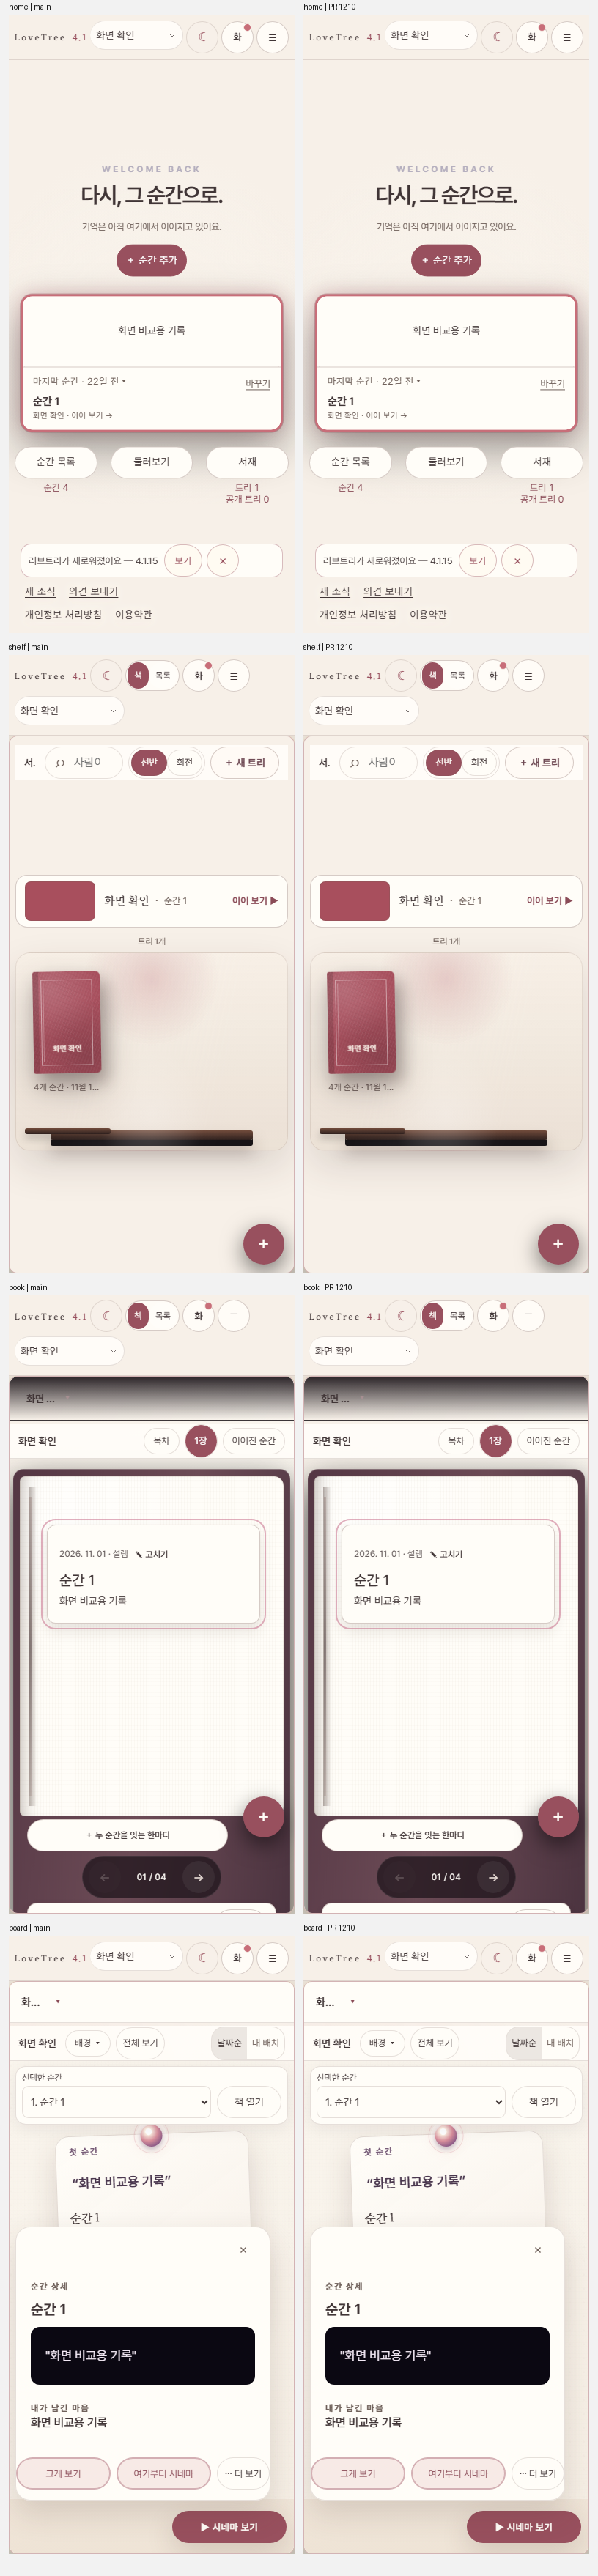 home | main
LoveTree 4.1 화면 확인 화 ☰
WELCOME BACK
다시, 그 순간으로.
기억은 아직 여기에서 이어지고 있어요.
+ 순간 추가
화면 비교용 기록
마지막 순간 · 22일 전 바꾸기
순간 1
화면 확인 · 이어 보기 →
순간 목록 둘러보기 서재
순간 4 트리 1
공개 트리 0
러브트리가 새로워졌어요 — 4.1.15 보기 ×
새 소식 의견 보내기
개인정보 처리방침 이용약관
home | PR 1210
LoveTree 4.1 화면 확인 화 ☰
WELCOME BACK
다시, 그 순간으로.
기억은 아직 여기에서 이어지고 있어요.
+ 순간 추가
화면 비교용 기록
마지막 순간 · 22일 전 바꾸기
순간 1
화면 확인 · 이어 보기 →
순간 목록 둘러보기 서재
순간 4 트리 1
공개 트리 0
러브트리가 새로워졌어요 — 4.1.15 보기 ×
새 소식 의견 보내기
개인정보 처리방침 이용약관
shelf | main
LoveTree 4.1 책 목록 화 ☰
화면 확인
서. 사람이 선반 회전 + 새 트리
화면 확인 · 순간 1 이어 보기 ▶
트리 1개
화면 확인
4개 순간 · 11월 1...
+
shelf | PR 1210
LoveTree 4.1 책 목록 화 ☰
화면 확인
서. 사람이 선반 회전 + 새 트리
화면 확인 · 순간 1 이어 보기 ▶
트리 1개
화면 확인
4개 순간 · 11월 1...
+
book | main
LoveTree 4.1 책 목록 화 ☰
화면 확인
화면 ...
화면 확인 목차 1장 이어진 순간
2026. 11. 01 · 설렘 고치기
순간 1
화면 비교용 기록
+
+ 두 순간을 잇는 한마디
← 01 / 04 →
book | PR 1210
LoveTree 4.1 책 목록 화 ☰
화면 확인
화면 ...
화면 확인 목차 1장 이어진 순간
2026. 11. 01 · 설렘 고치기
순간 1
화면 비교용 기록
+
+ 두 순간을 잇는 한마디
← 01 / 04 →
board | main
LoveTree 4.1 화면 확인 화 ☰
화...
화면 확인 배경 전체 보기 날짜순 내 배치
선택한 순간
1. 순간 1 책 열기
첫 순간
“화면 비교용 기록”
순간 1
×
순간 상세
순간 1
"화면 비교용 기록"
내가 남긴 마음
화면 비교용 기록
크게 보기 여기부터 시네마 ··· 더 보기
▶ 시네마 보기
board | PR 1210
LoveTree 4.1 화면 확인 화 ☰
화...
화면 확인 배경 전체 보기 날짜순 내 배치
선택한 순간
1. 순간 1 책 열기
첫 순간
“화면 비교용 기록”
순간 1
×
순간 상세
순간 1
"화면 비교용 기록"
내가 남긴 마음
화면 비교용 기록
크게 보기 여기부터 시네마 ··· 더 보기
▶ 시네마 보기